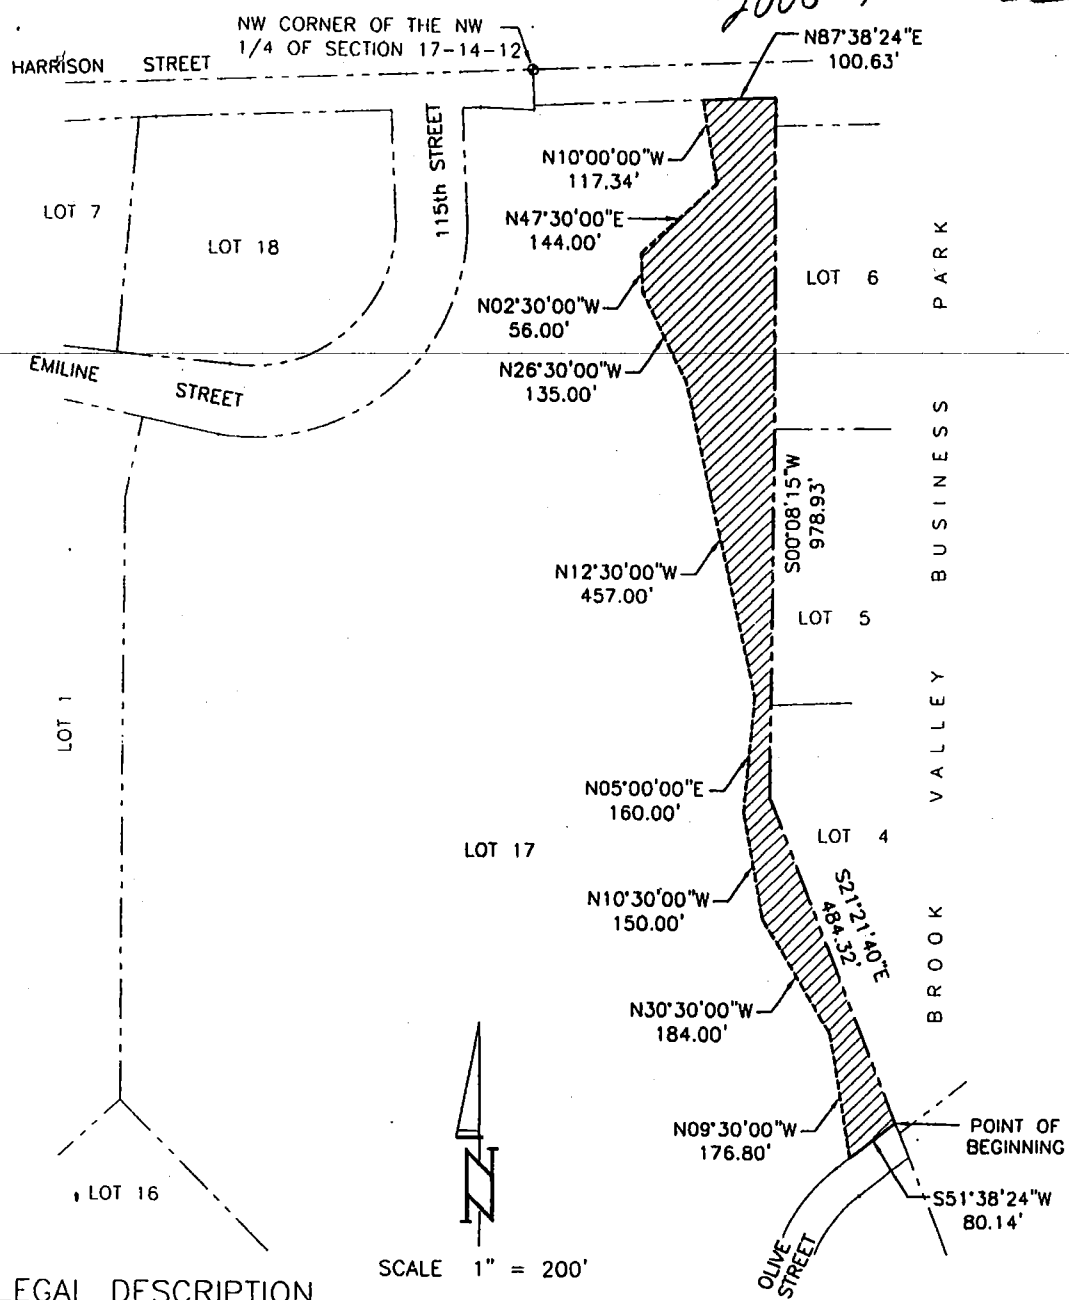 NW CORNER OF THE NW
1/4 OF SECTION 17-14-12
HARRISON STREET
N87°38'24"E
100.63'
115th STREET
N10°00'00"W
117.34'
LOT 7
LOT 18
N47°30'00"E
144.00'
LOT 6
N02°30'00"W
56.00'
EMILINE STREET
N26°30'00"W
135.00'
S00°08'15"W
978.93'
N12°30'00"W
457.00'
LOT 5
LOT 1
N05°00'00"E
160.00'
LOT 17
LOT 4
BROOK VALLEY BUSINESS PARK
N10°30'00"W
150.00'
S21°21'40"E
484.32'
N30°30'00"W
184.00'
N09°30'00"W
176.80'
POINT OF
BEGINNING
LOT 16
S51°38'24"W
80.14'
N
OLIVE
STREET
SCALE 1" = 200'
EGAL DESCRIPTION